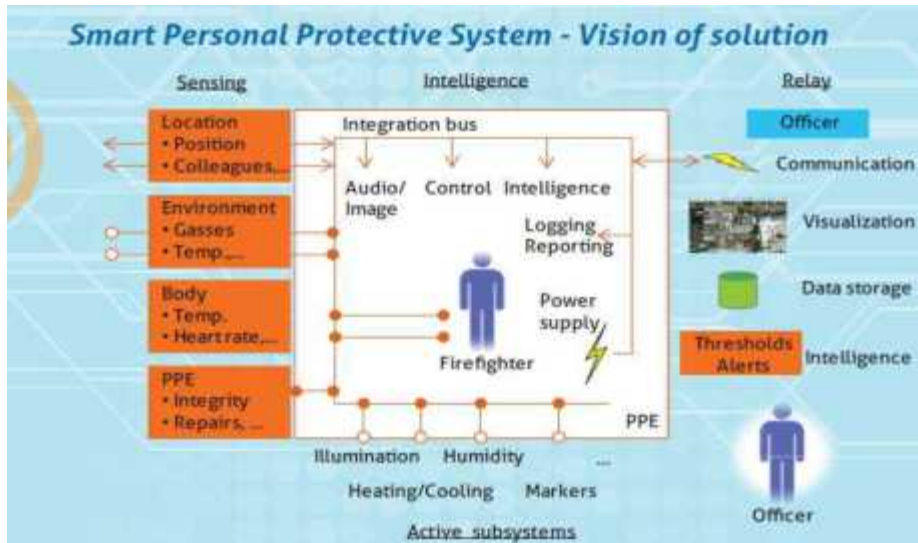 Smart Personal Protective System - Vision of solution
Sensing
Intelligence
Relay
Location
• Position
• Colleagues,...
Environment
• Gasses
• Temp.,...
Body
• Temp.
• Heart rate,...
PPE
• Integrity
• Repairs, ...
Integration bus
Audio/
Image
Control
Intelligence
Logging
Reporting
Power
supply
Firefighter
PPE
Illumination
Humidity
...
Heating/Cooling
Markers
Active subsystems
Officer
Communication
Visualization
Data storage
Thresholds
Alerts
Intelligence
Officer